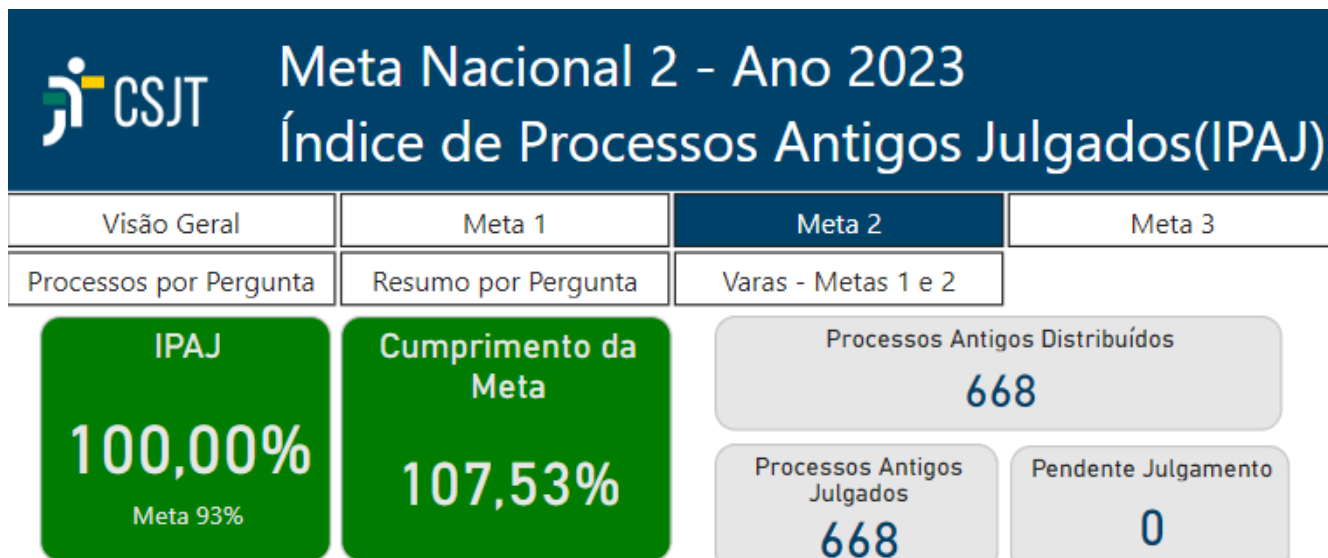 CSJT
Meta Nacional 2 - Ano 2023
Índice de Processos Antigos Julgados(IPAJ)
Visão Geral
Meta 1
Meta 2
Meta 3
Processos por Pergunta
Resumo por Pergunta
Varas - Metas 1 e 2
IPAJ
100,00%
Meta 93%
Cumprimento da
Meta
107,53%
Processos Antigos Distribuídos
668
Processos Antigos
Julgados
668
Pendente Julgamento
0